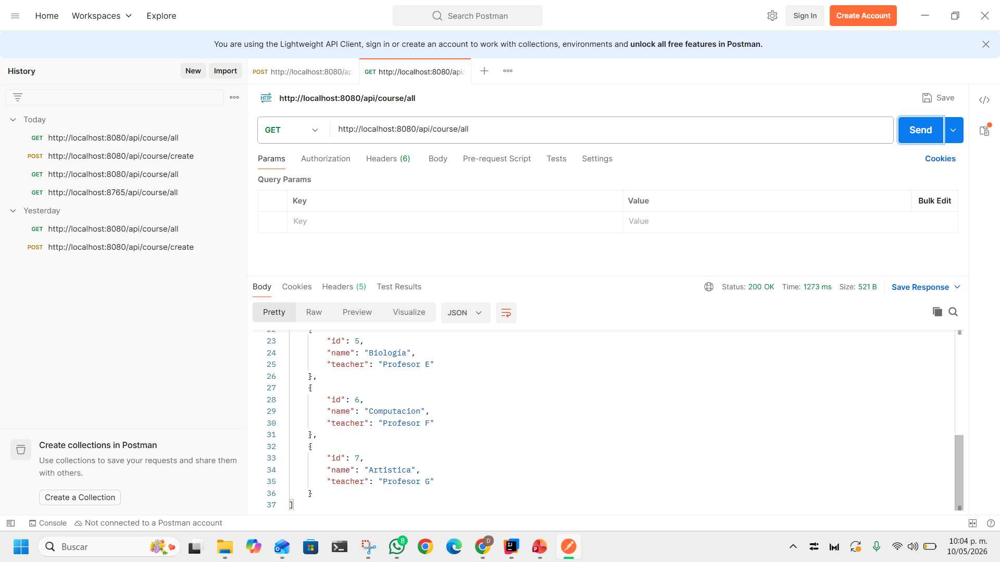 Home
Workspaces
Explore
Search Postman
Sign In
Create Account
You are using the Lightweight API Client, sign in or create an account to work with collections, environments and unlock all free features in Postman.
History
New
Import
POST http://localhost:8080/ap
GET http://localhost:8080/api/
HTTP http://localhost:8080/api/course/all
Save
Today
GET http://localhost:8080/api/course/all
POST http://localhost:8080/api/course/create
GET http://localhost:8080/api/course/all
GET http://localhost:8765/api/course/all
Yesterday
GET http://localhost:8080/api/course/all
POST http://localhost:8080/api/course/create
GET
http://localhost:8080/api/course/all
Send
Params
Authorization
Headers (6)
Body
Pre-request Script
Tests
Settings
Cookies
Query Params
Key
Value
Bulk Edit
Key
Value
Body
Cookies
Headers (5)
Test Results
Status: 200 OK
Time: 1273 ms
Size: 521 B
Save Response
Pretty
Raw
Preview
Visualize
JSON
22 {
23 "id": 5,
24 "name": "Biología",
25 "teacher": "Profesor E"
26 },
27 {
28 "id": 6,
29 "name": "Computacion",
30 "teacher": "Profesor F"
31 },
32 {
33 "id": 7,
34 "name": "Artistica",
35 "teacher": "Profesor G"
36 }
37 ]
Create collections in Postman
Use collections to save your requests and share them
with others.
Create a Collection
Console
Not connected to a Postman account
Buscar
8
D
10:04 p. m.
10/05/2026